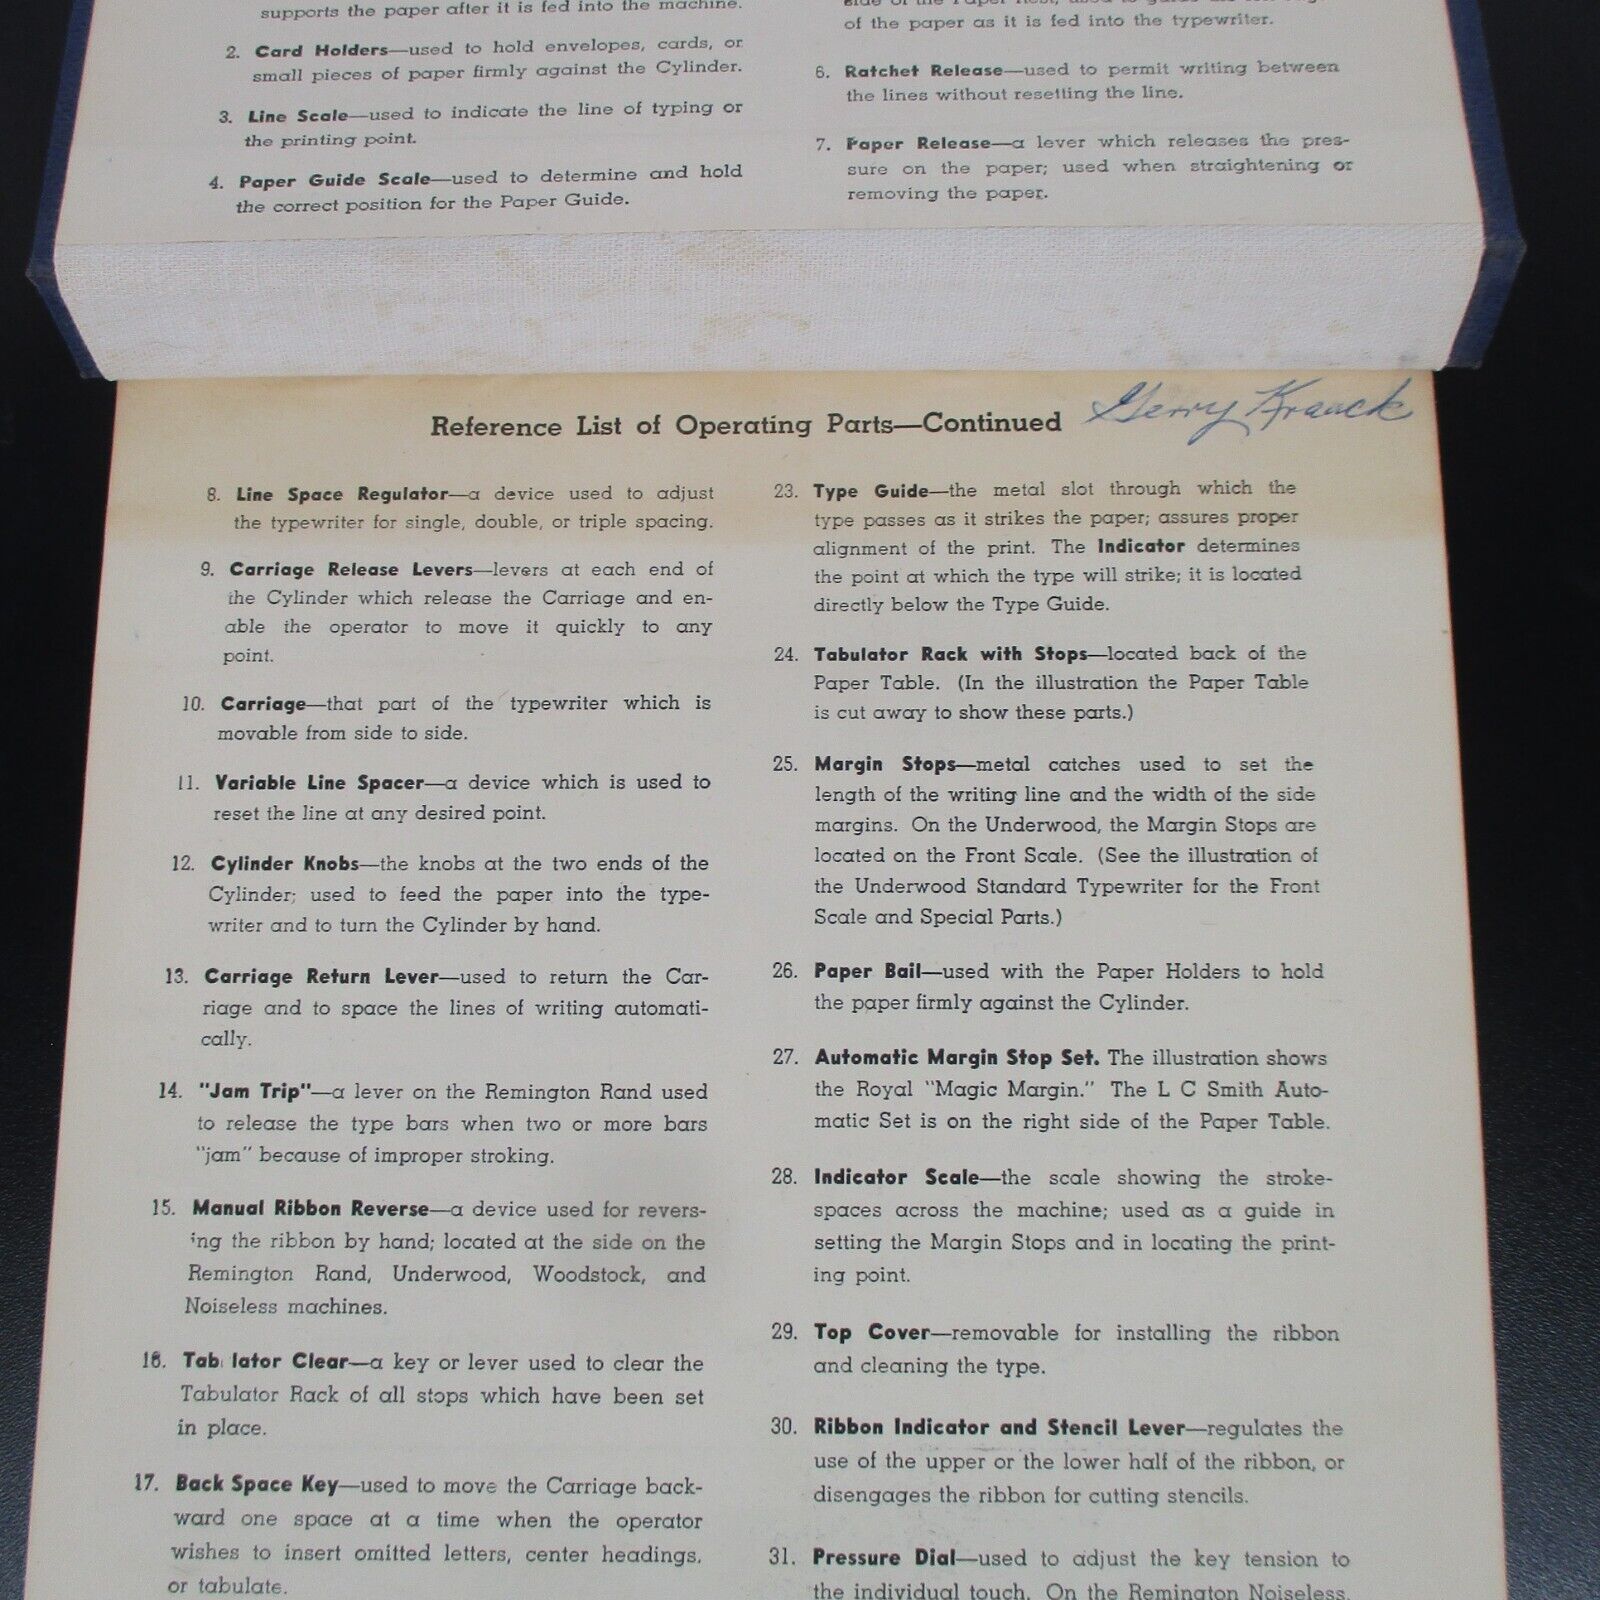 supports the paper after it is fed into the machine.
2. Card Holders—used to hold envelopes, cards, or
small pieces of paper firmly against the Cylinder.
3. Line Scale—used to indicate the line of typing or
the printing point.
4. Paper Guide Scale—used to determine and hold
the correct position for the Paper Guide.
of the paper as it is fed into the typewriter.
6. Ratchet Release—used to permit writing between
the lines without resetting the line.
7. Paper Release—a lever which releases the pres-
sure on the paper; used when straightening or
removing the paper.
Gerry Kranck
Reference List of Operating Parts—Continued
8. Line Space Regulator—a device used to adjust
the typewriter for single, double, or triple spacing.
9. Carriage Release Levers—levers at each end of
the Cylinder which release the Carriage and en-
able the operator to move it quickly to any
point.
10. Carriage—that part of the typewriter which is
movable from side to side.
11. Variable Line Spacer—a device which is used to
reset the line at any desired point.
12. Cylinder Knobs—the knobs at the two ends of the
Cylinder; used to feed the paper into the type-
writer and to turn the Cylinder by hand.
13. Carriage Return Lever—used to return the Car-
riage and to space the lines of writing automati-
cally.
14. "Jam Trip"—a lever on the Remington Rand used
to release the type bars when two or more bars
"jam" because of improper stroking.
15. Manual Ribbon Reverse—a device used for revers-
ing the ribbon by hand; located at the side on the
Remington Rand, Underwood, Woodstock, and
Noiseless machines.
16. Tabulator Clear—a key or lever used to clear the
Tabulator Rack of all stops which have been set
in place.
17. Back Space Key—used to move the Carriage back-
ward one space at a time when the operator
wishes to insert omitted letters, center headings,
or tabulate.
23. Type Guide—the metal slot through which the
type passes as it strikes the paper; assures proper
alignment of the print. The Indicator determines
the point at which the type will strike; it is located
directly below the Type Guide.
24. Tabulator Rack with Stops—located back of the
Paper Table. (In the illustration the Paper Table
is cut away to show these parts.)
25. Margin Stops—metal catches used to set the
length of the writing line and the width of the side
margins. On the Underwood, the Margin Stops are
located on the Front Scale. (See the illustration of
the Underwood Standard Typewriter for the Front
Scale and Special Parts.)
26. Paper Bail—used with the Paper Holders to hold
the paper firmly against the Cylinder.
27. Automatic Margin Stop Set. The illustration shows
the Royal "Magic Margin." The L C Smith Auto-
matic Set is on the right side of the Paper Table.
28. Indicator Scale—the scale showing the stroke-
spaces across the machine; used as a guide in
setting the Margin Stops and in locating the print-
ing point.
29. Top Cover—removable for installing the ribbon
and cleaning the type.
30. Ribbon Indicator and Stencil Lever—regulates the
use of the upper or the lower half of the ribbon, or
disengages the ribbon for cutting stencils.
31. Pressure Dial—used to adjust the key tension to
the individual touch. On the Remington Noiseless,